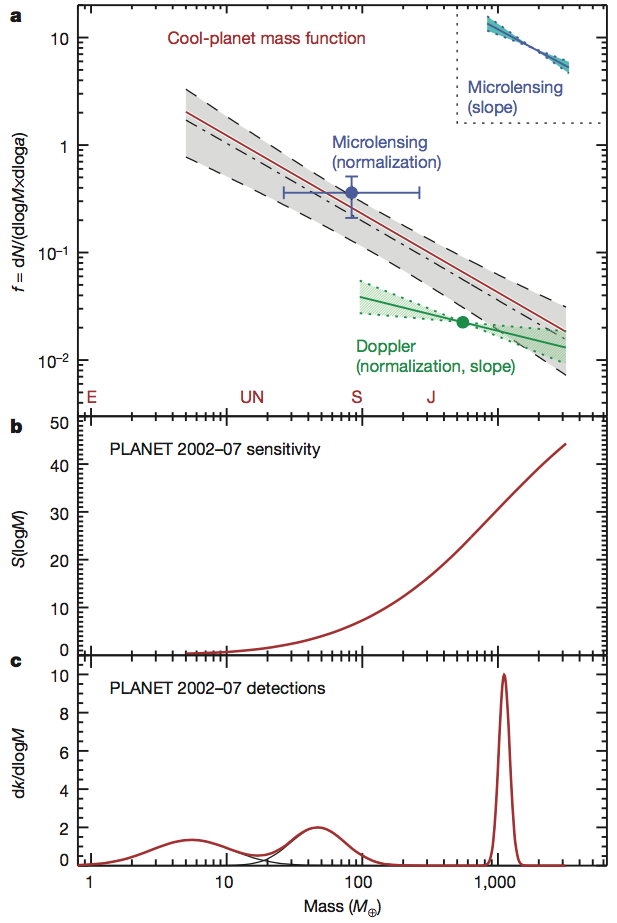 a
Cool-planet mass function
Microlensing
(slope)
Microlensing
(normalization)
Doppler
(normalization, slope)
f = dN/(dlogM×dloga)
10
1
10⁻¹
10⁻²
E
UN
S
J
b
PLANET 2002–07 sensitivity
S(logM)
50
40
30
20
10
0
c
PLANET 2002–07 detections
dk/dlogM
10
8
6
4
2
0
1
10
100
1,000
Mass (M⊕)